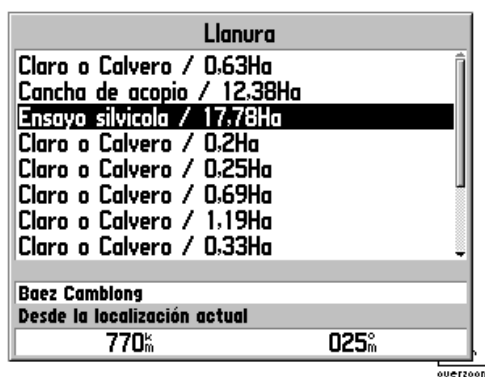 Llanura
Claro o Calvero / 0,63Ha
Cancha de acopio / 12,38Ha
Ensayo silvicola / 17,78Ha
Claro o Calvero / 0,2Ha
Claro o Calvero / 0,25Ha
Claro o Calvero / 0,69Ha
Claro o Calvero / 1,19Ha
Claro o Calvero / 0,33Ha
Baez Camblong
Desde la localización actual
770km 025°m
overzoom